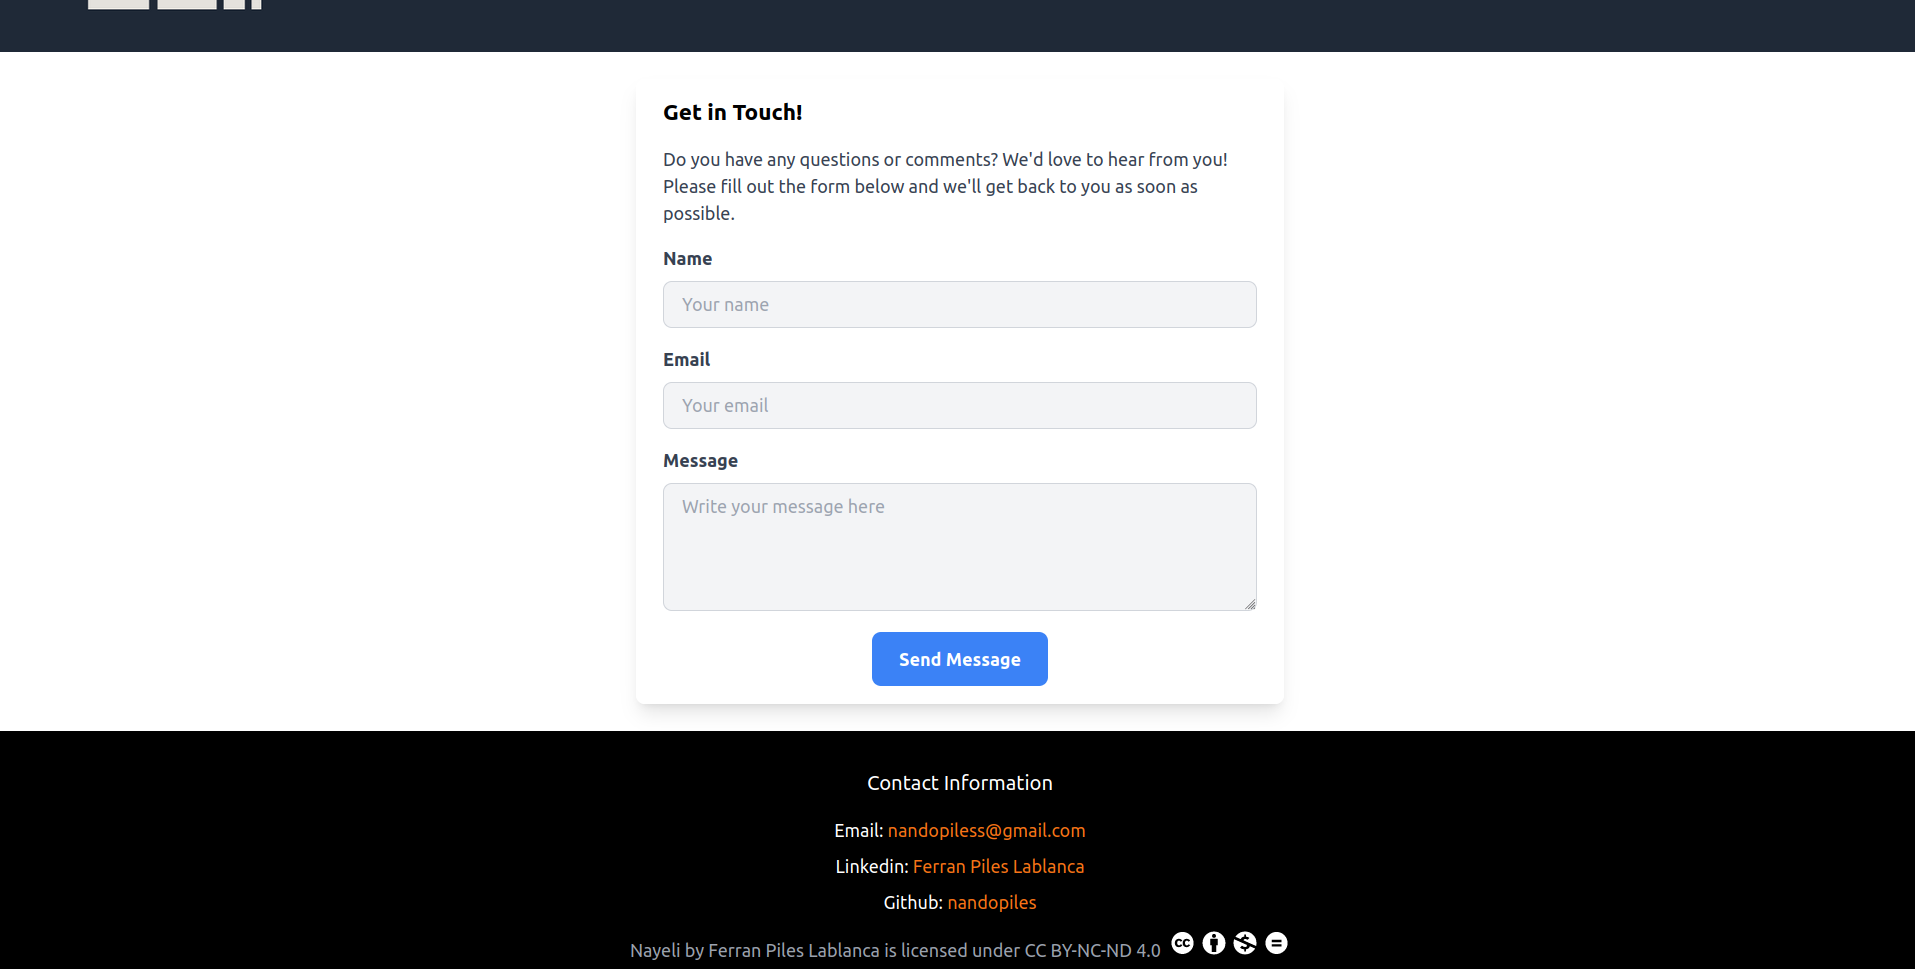 Get in Touch!
Do you have any questions or comments? We'd love to hear from you!
Please fill out the form below and we'll get back to you as soon as
possible.
Name
Your name
Email
Your email
Message
Write your message here
Send Message
Contact Information
Email: nandopiless@gmail.com
Linkedin: Ferran Piles Lablanca
Github: nandopiles
Nayeli by Ferran Piles Lablanca is licensed under CC BY-NC-ND 4.0 cc